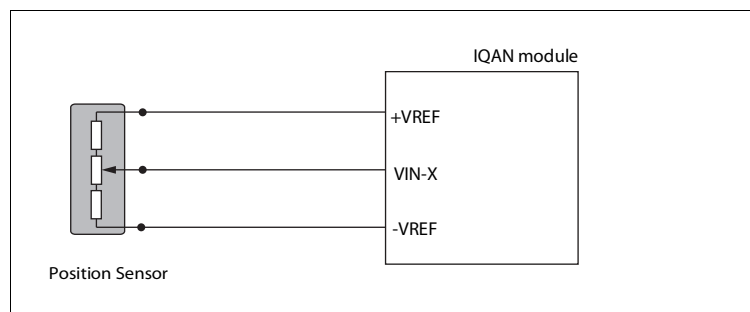 IQAN module
+VREF
VIN-X
-VREF
Position Sensor